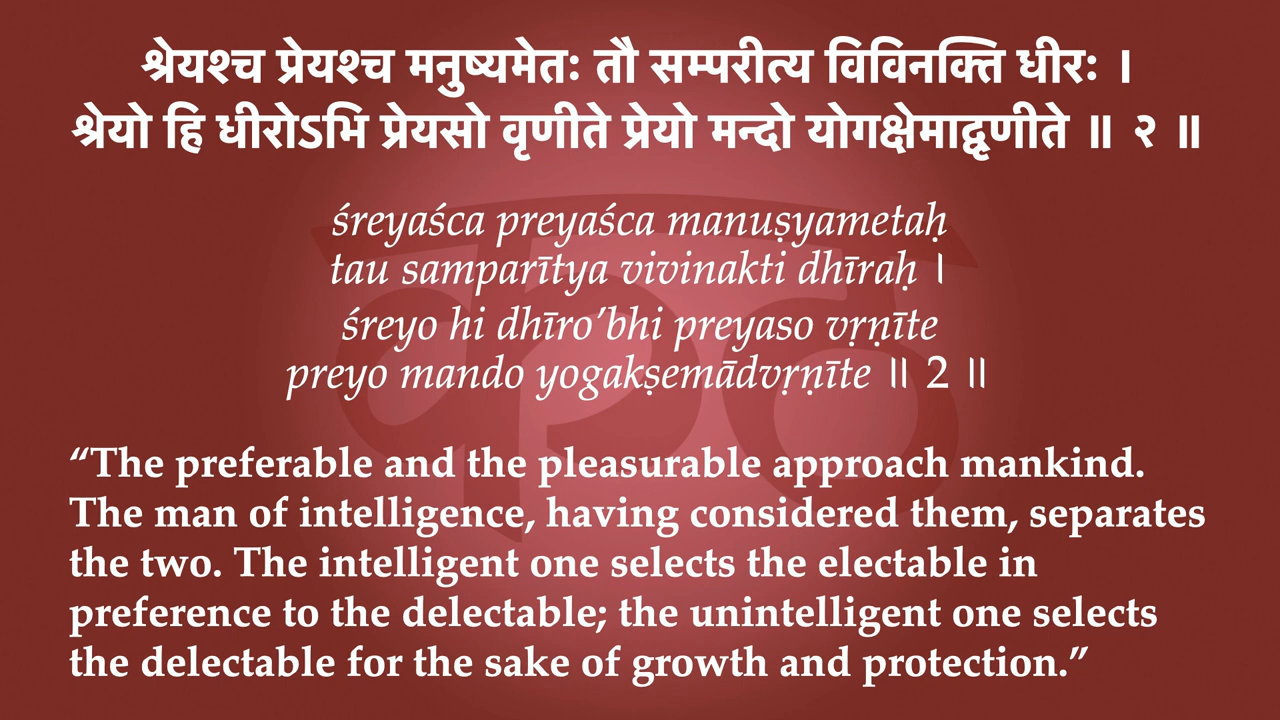 श्रेयश्च प्रेयश्च मनुष्यमेतः तौ सम्परीत्य विविनक्ति धीरः ।
श्रेयो हि धीरोऽभि प्रेयसो वृणीते प्रेयो मन्दो योगक्षेमाद्वृणीते ॥ २ ॥
śreyaśca preyaśca manuṣyametaḥ
tau samparītya vivinakti dhīraḥ ।
śreyo hi dhīro’bhi preyaso vṛṇīte
preyo mando yogakṣemādvṛṇīte ॥ 2 ॥
“The preferable and the pleasurable approach mankind.
The man of intelligence, having considered them, separates
the two. The intelligent one selects the electable in
preference to the delectable; the unintelligent one selects
the delectable for the sake of growth and protection.”
कठ